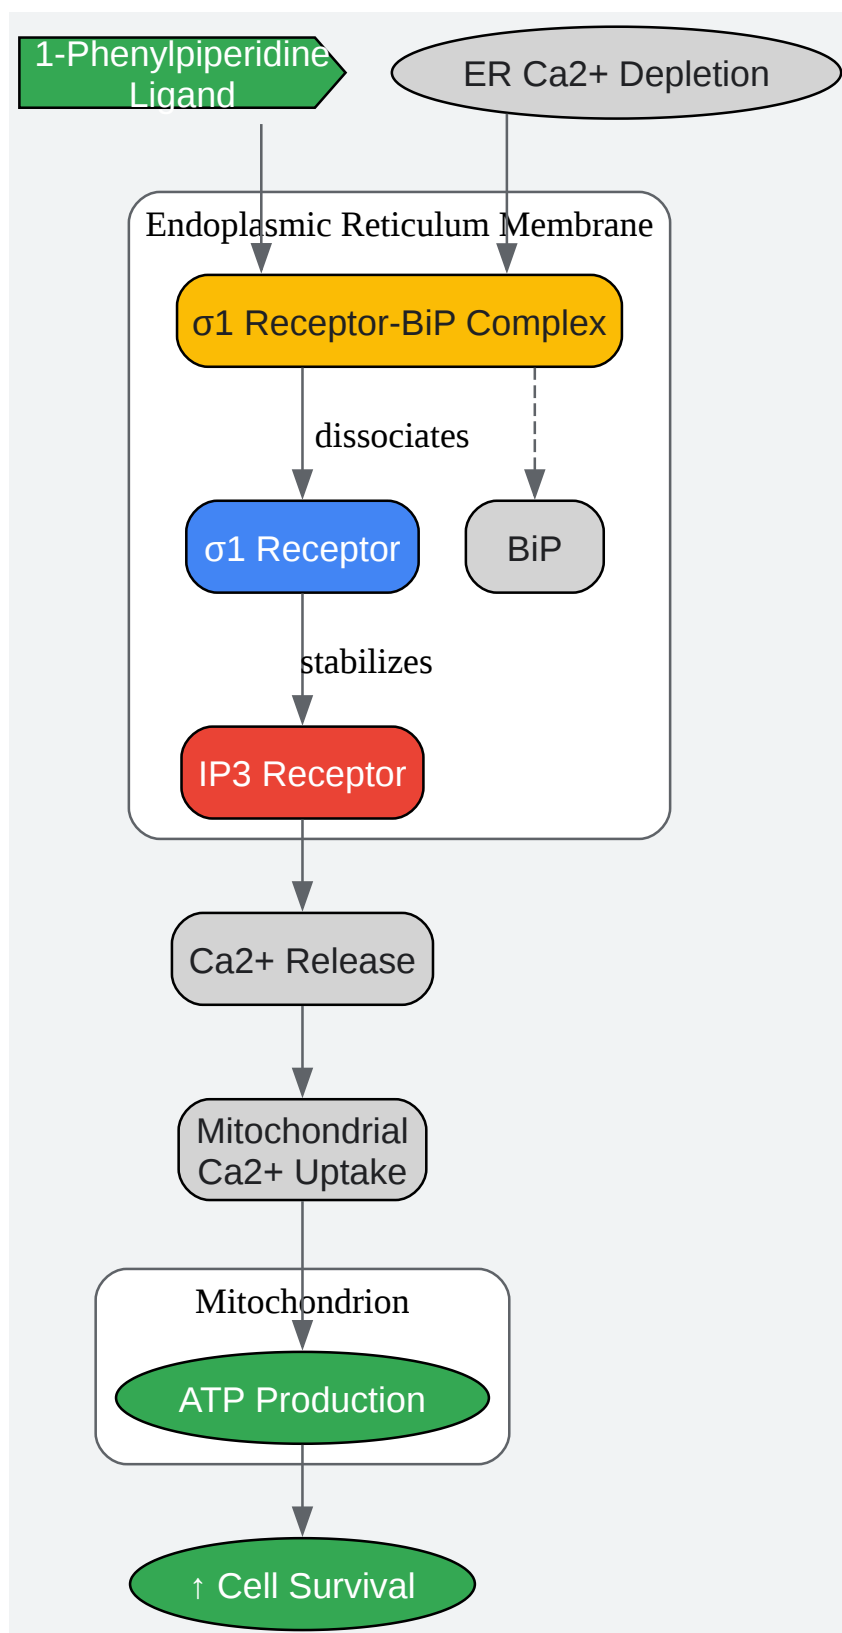 1-Phenylpiperidine
Ligand
ER Ca2+ Depletion
Endoplasmic Reticulum Membrane
σ1 Receptor-BiP Complex
dissociates
σ1 Receptor
BiP
stabilizes
IP3 Receptor
Ca2+ Release
Mitochondrial
Ca2+ Uptake
Mitochondrion
ATP Production
↑ Cell Survival